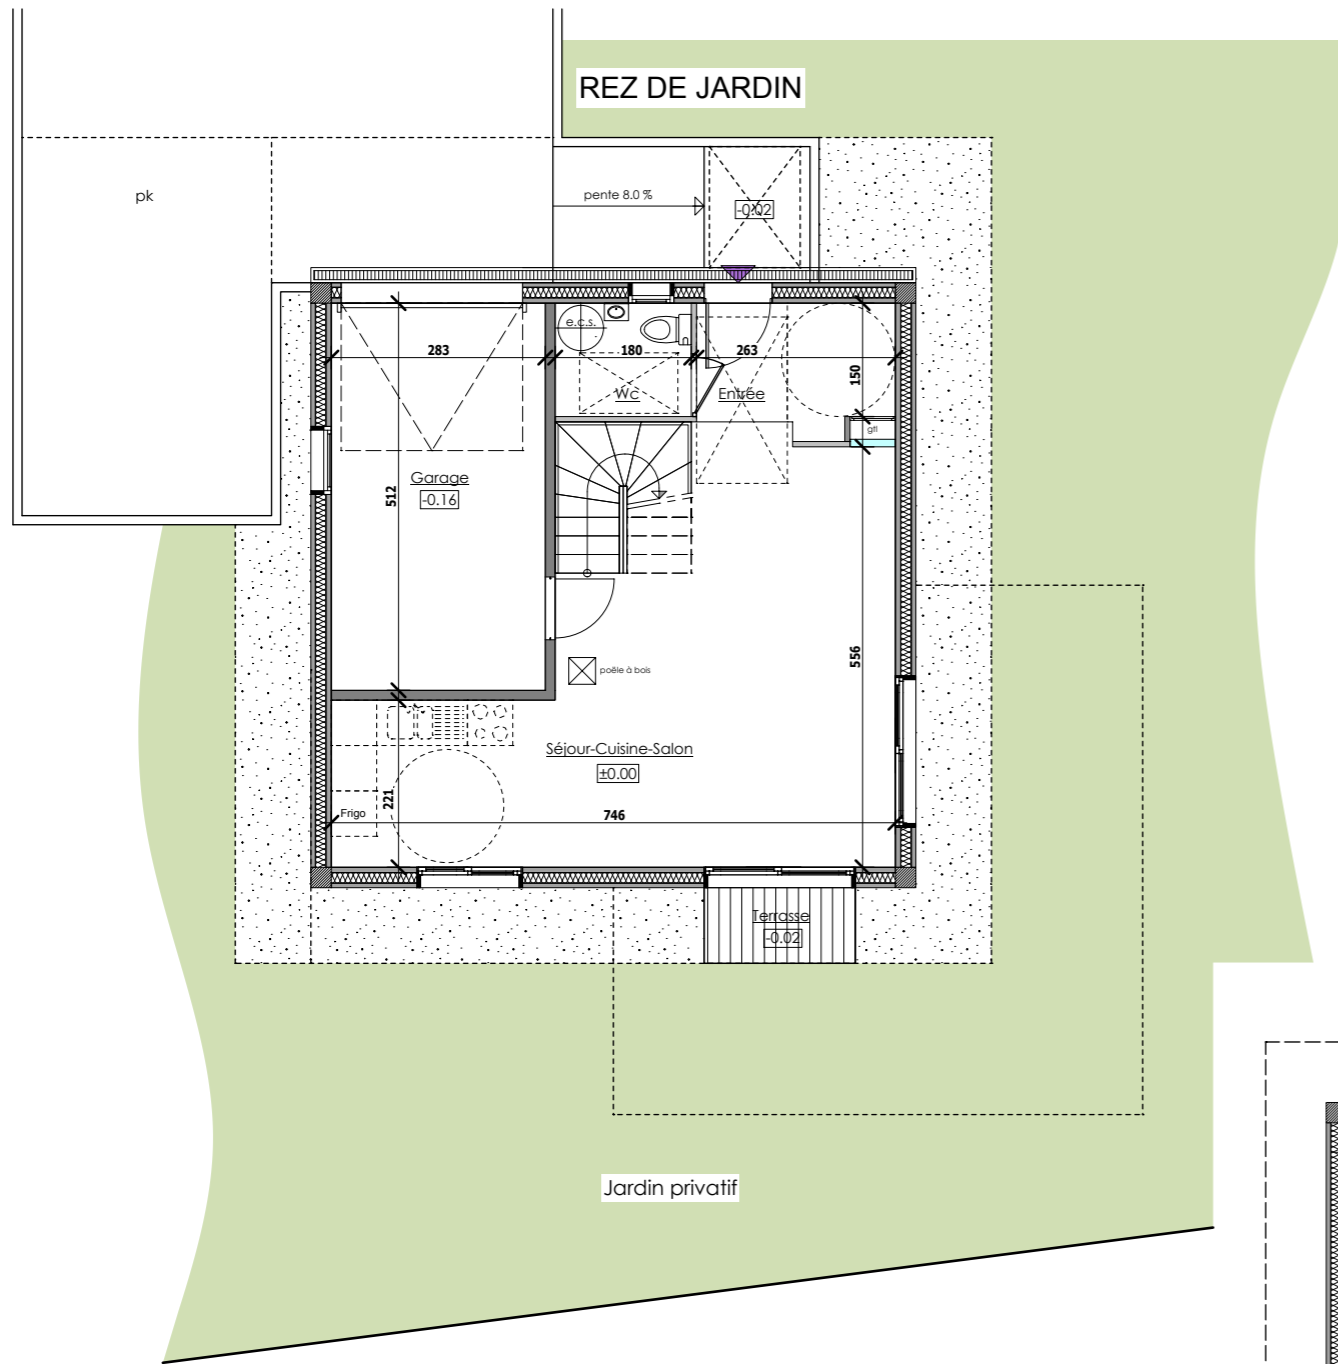 REZ DE JARDIN
pk
pente 8.0 %
-0.02
e.c.s.
283
180
263
150
Wc
Entrée
gtl
Garage
-0.16
512
556
poêle à bois
Séjour-Cuisine-Salon
±0.00
221
Frigo
746
Terrasse
-0.02
Jardin privatif